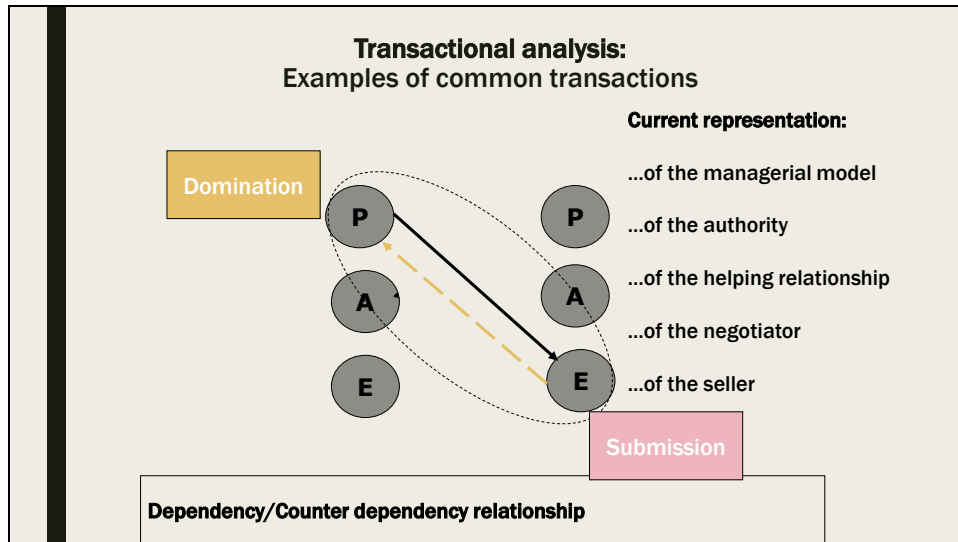 Transactional analysis:
Examples of common transactions
Current representation:
Domination
...of the managerial model
P
P
...of the authority
A
A
...of the helping relationship
...of the negotiator
E
E
...of the seller
Submission
Dependency/Counter dependency relationship